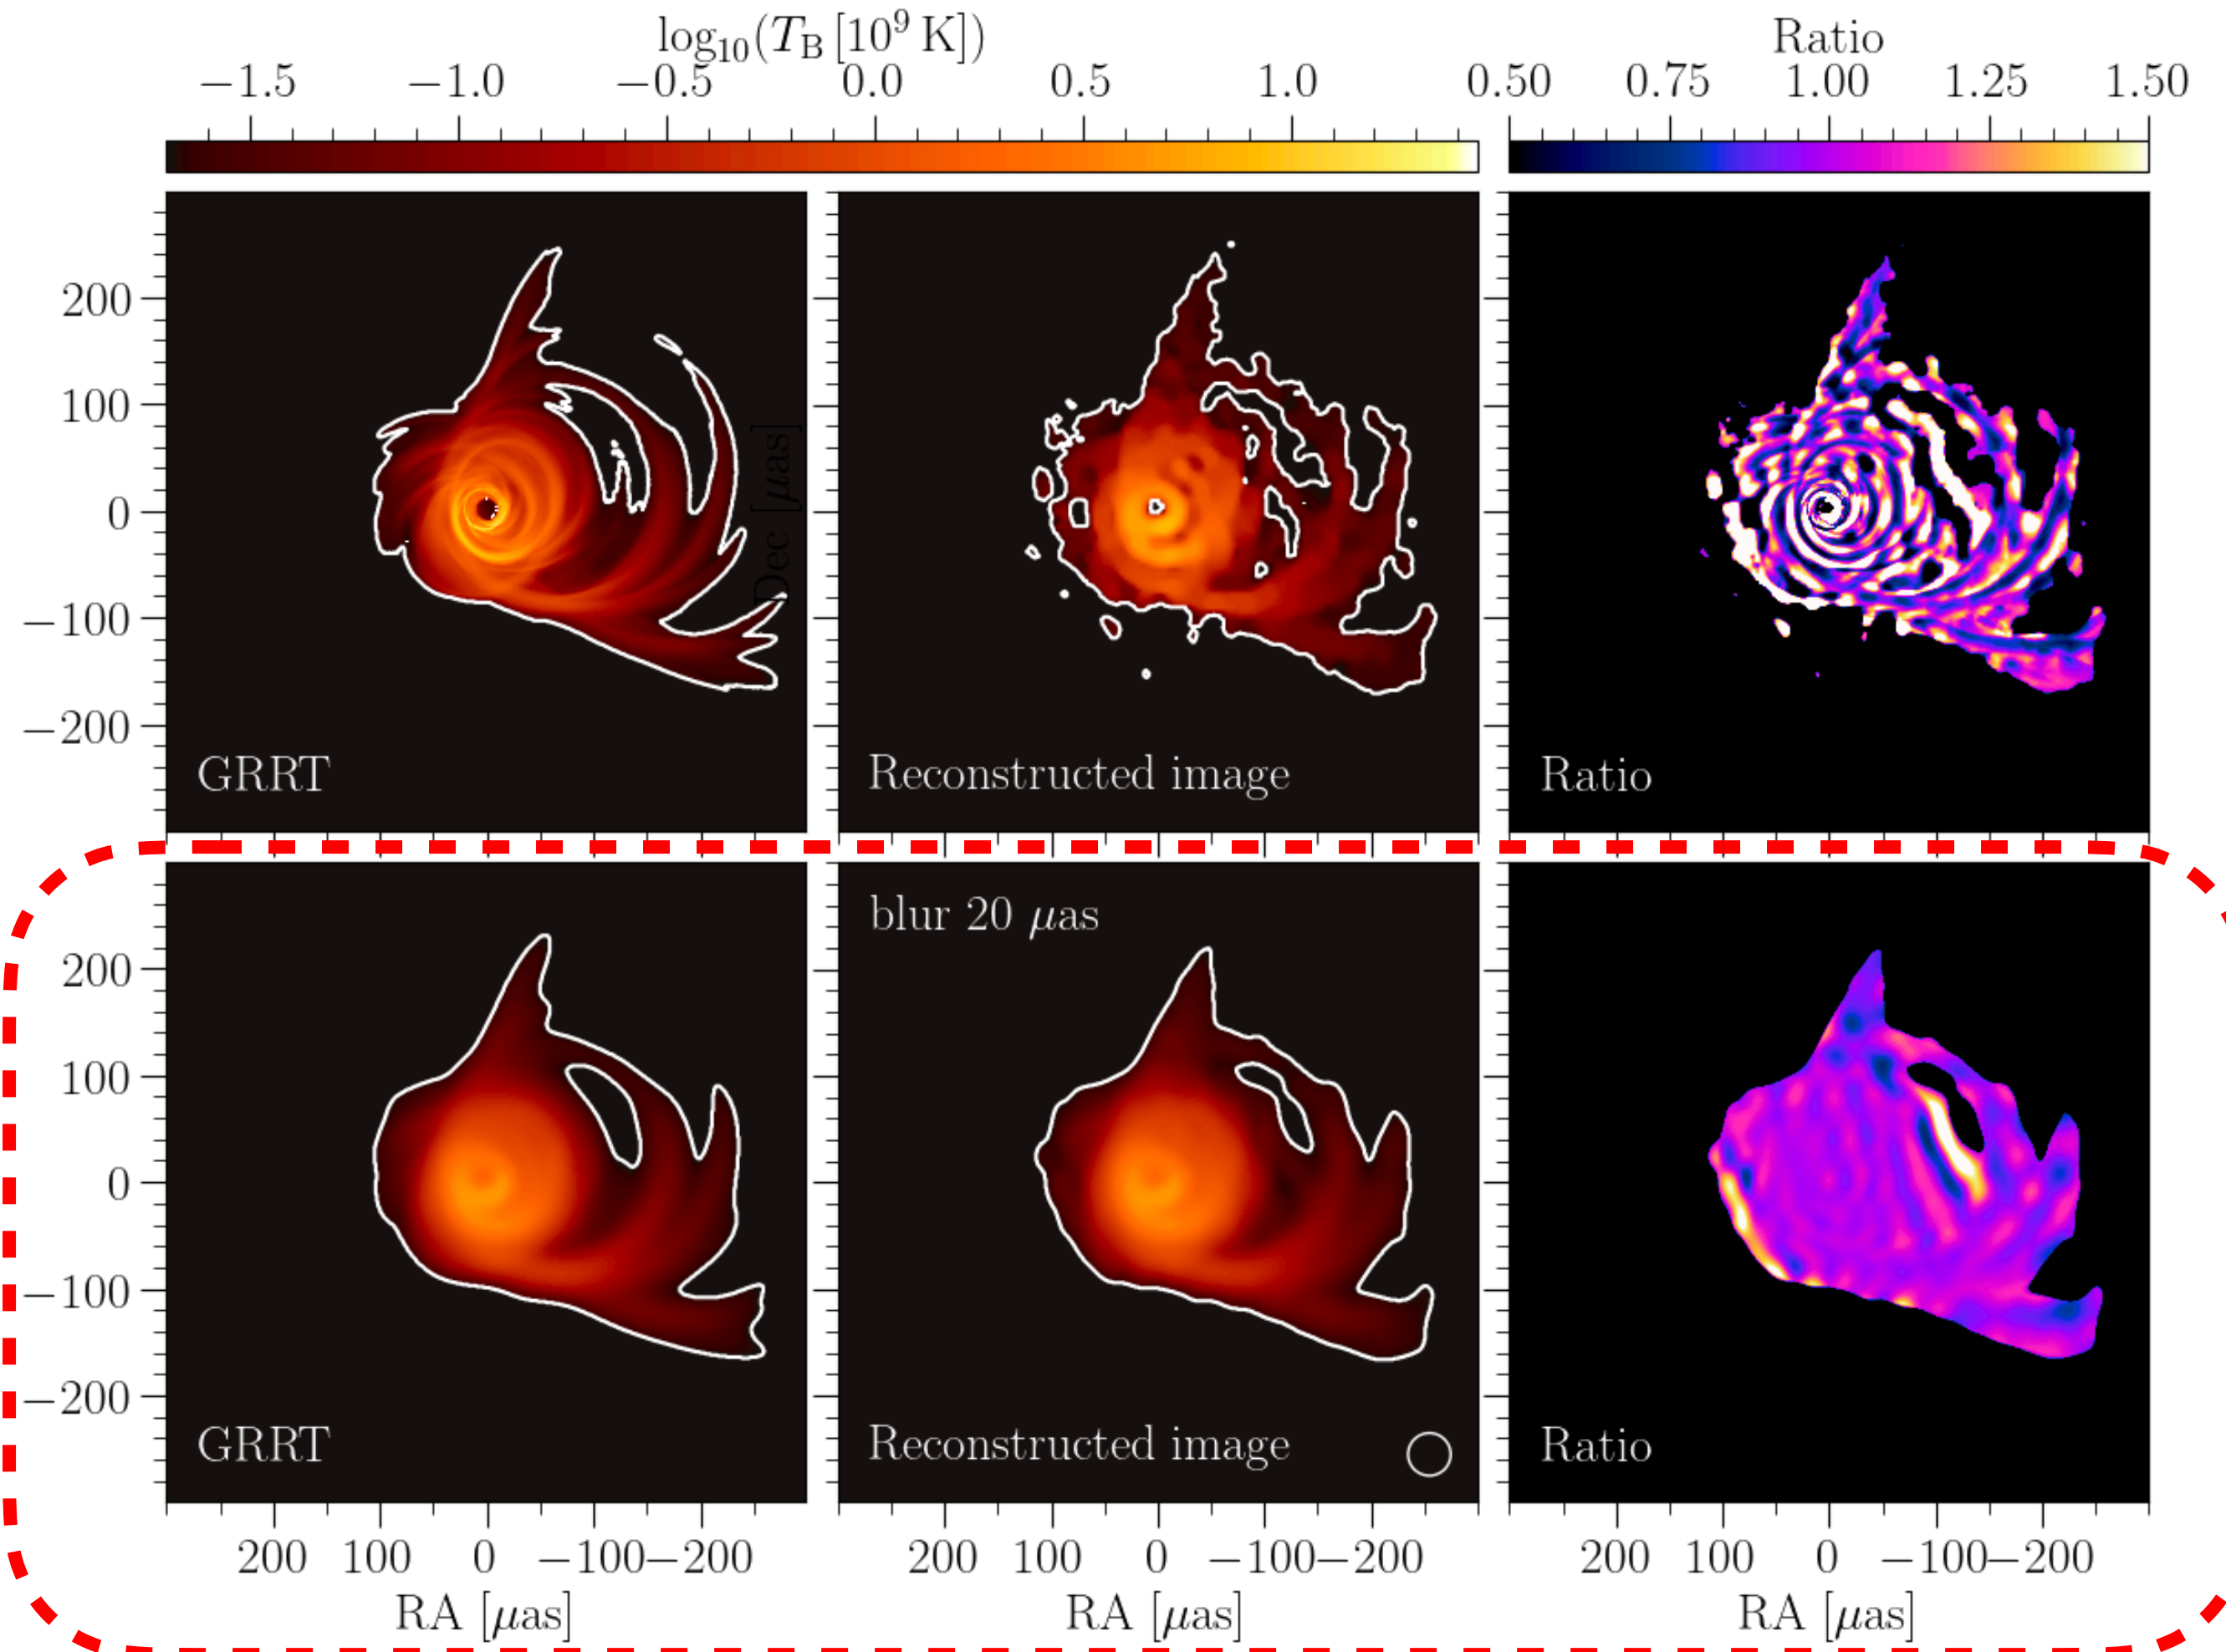 log₁₀(T_B [10⁹ K])
−1.5 −1.0 −0.5 0.0 0.5 1.0
Ratio
0.50 0.75 1.00 1.25 1.50
200
100
0
−100
−200
Dec [μas]
GRRT
Reconstructed image
Ratio
200
100
0
−100
−200
blur 20 μas
GRRT
Reconstructed image
Ratio
200 100 0 −100 −200
200 100 0 −100 −200
200 100 0 −100 −200
RA [μas]
RA [μas]
RA [μas]